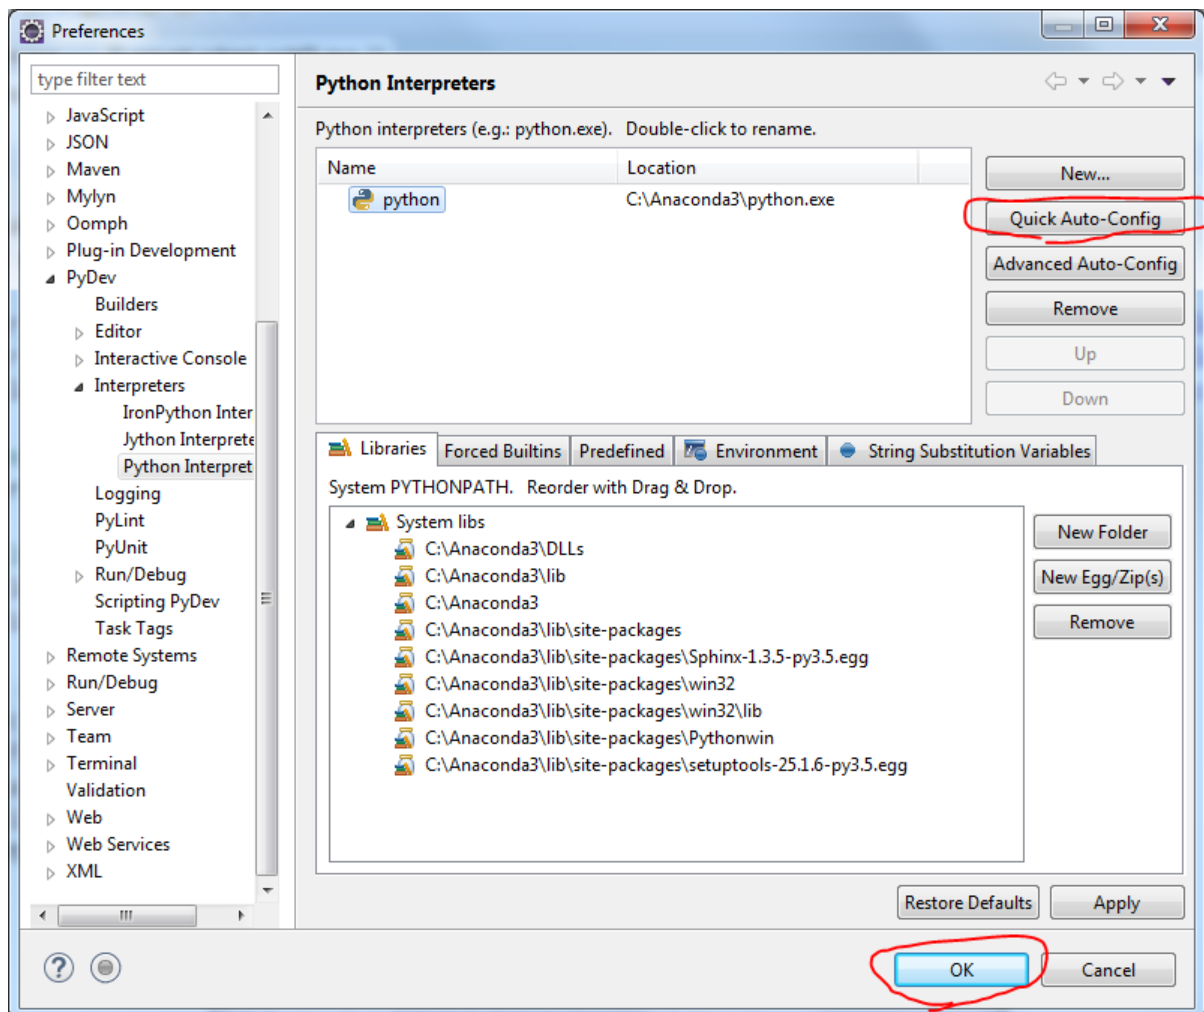 Preferences
type filter text
JavaScript
JSON
Maven
Mylyn
Oomph
Plug-in Development
PyDev
Builders
Editor
Interactive Console
Interpreters
IronPython Inter
Jython Interprete
Python Interpret
Logging
PyLint
PyUnit
Run/Debug
Scripting PyDev
Task Tags
Remote Systems
Run/Debug
Server
Team
Terminal
Validation
Web
Web Services
XML
Python Interpreters
Python interpreters (e.g.: python.exe). Double-click to rename.
Name Location
python C:\Anaconda3\python.exe
New...
Quick Auto-Config
Advanced Auto-Config
Remove
Up
Down
Libraries Forced Builtins Predefined Environment String Substitution Variables
System PYTHONPATH. Reorder with Drag & Drop.
System libs
C:\Anaconda3\DLLs
C:\Anaconda3\lib
C:\Anaconda3
C:\Anaconda3\lib\site-packages
C:\Anaconda3\lib\site-packages\Sphinx-1.3.5-py3.5.egg
C:\Anaconda3\lib\site-packages\win32
C:\Anaconda3\lib\site-packages\win32\lib
C:\Anaconda3\lib\site-packages\Pythonwin
C:\Anaconda3\lib\site-packages\setuptools-25.1.6-py3.5.egg
New Folder
New Egg/Zip(s)
Remove
Restore Defaults Apply
OK Cancel